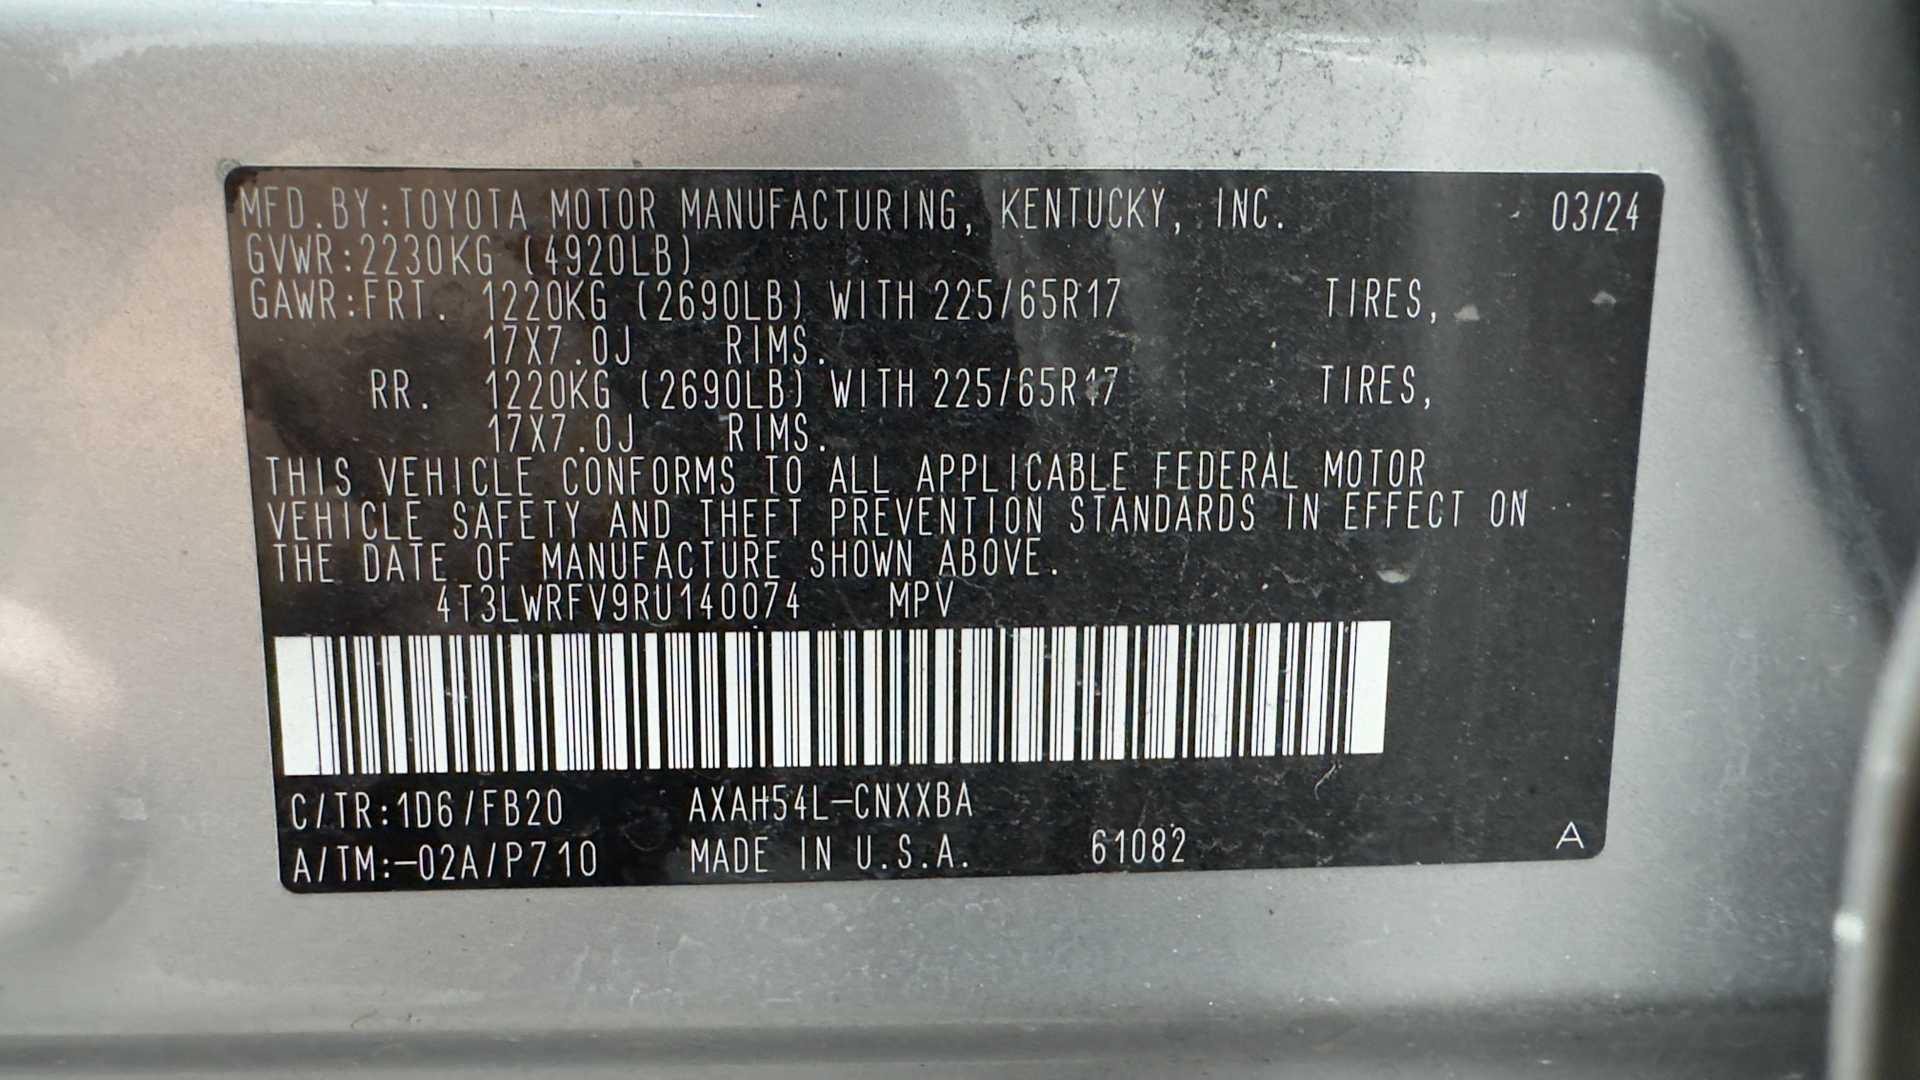 MFD.BY:TOYOTA MOTOR MANUFACTURING, KENTUCKY, INC. 03/24
GVWR:2230KG (4920LB)
GAWR:FRT. 1220KG (2690LB) WITH 225/65R17 TIRES,
17X7.0J RIMS.
RR. 1220KG (2690LB) WITH 225/65R17 TIRES,
17X7.0J RIMS.
THIS VEHICLE CONFORMS TO ALL APPLICABLE FEDERAL MOTOR
VEHICLE SAFETY AND THEFT PREVENTION STANDARDS IN EFFECT ON
THE DATE OF MANUFACTURE SHOWN ABOVE.
4T3LWRFV9RU140074 MPV
C/TR:1D6/FB20 AXAH54L-CNXXBA
A/TM:-02A/P710 MADE IN U.S.A. 61082 A